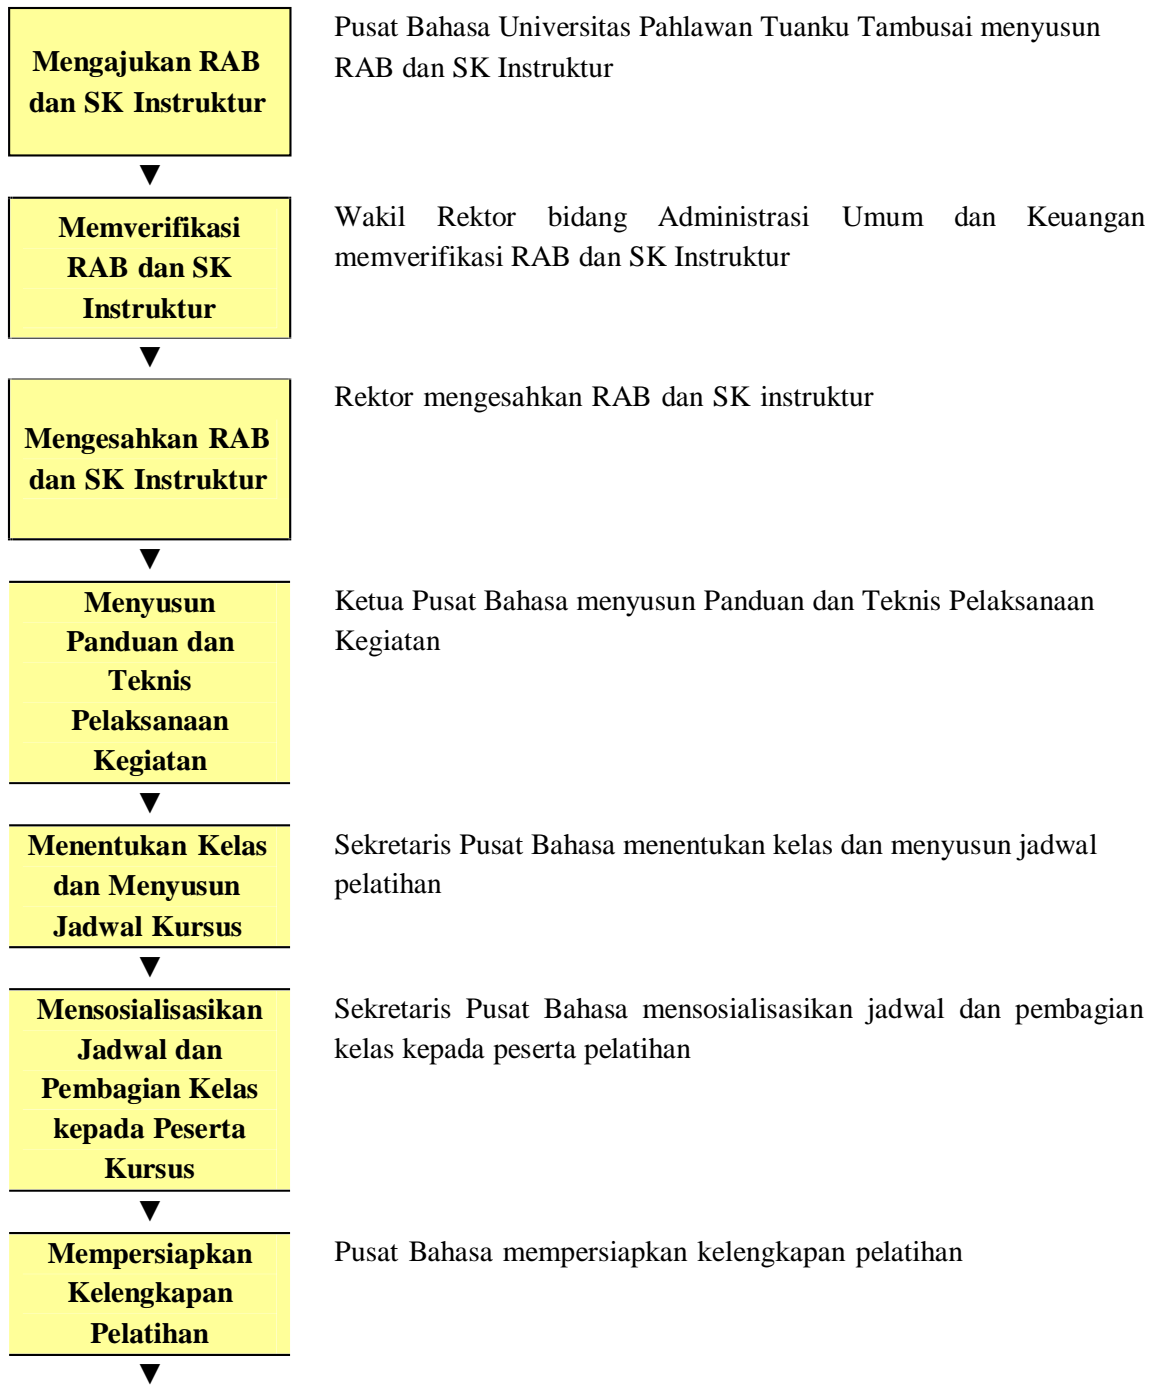 Mengajukan RAB
dan SK Instruktur
Pusat Bahasa Universitas Pahlawan Tuanku Tambusai menyusun
RAB dan SK Instruktur
▼
Memverifikasi
RAB dan SK
Instruktur
Wakil Rektor bidang Administrasi Umum dan Keuangan
memverifikasi RAB dan SK Instruktur
▼
Mengesahkan RAB
dan SK Instruktur
Rektor mengesahkan RAB dan SK instruktur
▼
Menyusun
Panduan dan
Teknis
Pelaksanaan
Kegiatan
Ketua Pusat Bahasa menyusun Panduan dan Teknis Pelaksanaan
Kegiatan
▼
Menentukan Kelas
dan Menyusun
Jadwal Kursus
Sekretaris Pusat Bahasa menentukan kelas dan menyusun jadwal
pelatihan
▼
Mensosialisasikan
Jadwal dan
Pembagian Kelas
kepada Peserta
Kursus
Sekretaris Pusat Bahasa mensosialisasikan jadwal dan pembagian
kelas kepada peserta pelatihan
▼
Mempersiapkan
Kelengkapan
Pelatihan
Pusat Bahasa mempersiapkan kelengkapan pelatihan
▼